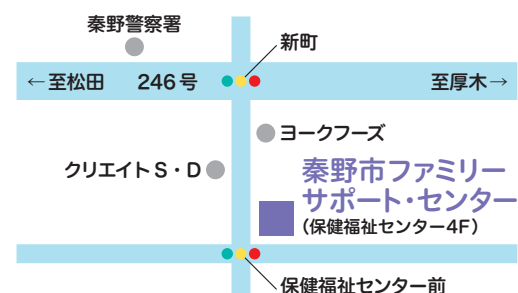 秦野警察署
新町
←至松田 246号
至厚木→
ヨークフーズ
クリエイトS・D
秦野市ファミリー
サポート・センター
（保健福祉センター4F）
保健福祉センター前